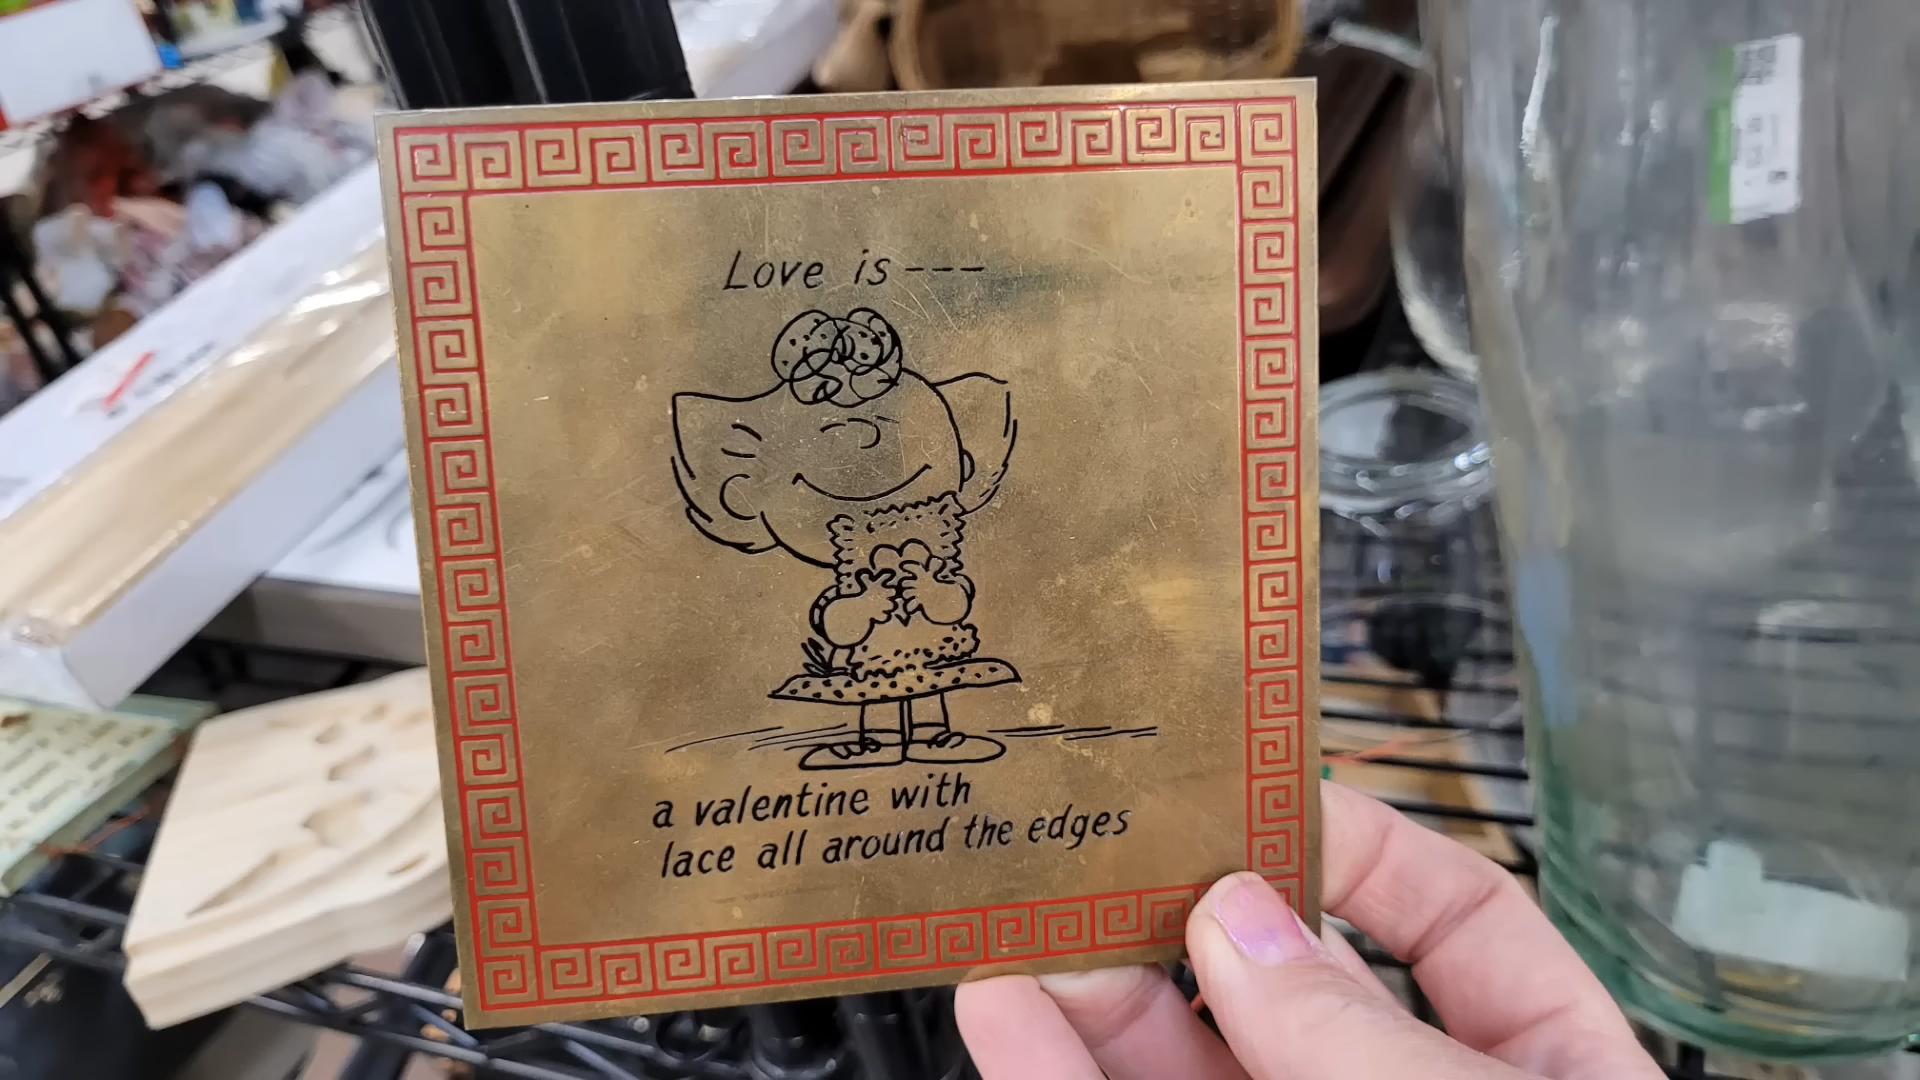 Love is ---
a valentine with
lace all around the edges